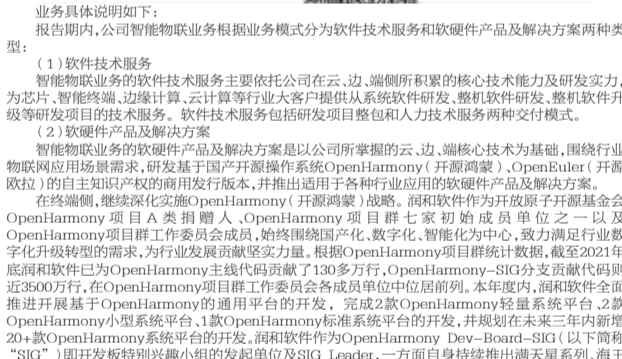 业务具体说明如下：
报告期内，公司智能物联业务根据业务模式分为软件技术服务和软硬件产品及解决方案两种类
型：
（1）软件技术服务
智能物联业务的软件技术服务主要依托公司在云、边、端侧所积累的核心技术能力及研发实力，
为芯片、智能终端、边缘计算、云计算等行业大客户提供从系统软件研发、整机软件研发、整机软件升
级等研发项目的技术服务。软件技术服务包括研发项目整包和人力技术服务两种交付模式。
（2）软硬件产品及解决方案
智能物联业务的软硬件产品及解决方案是以公司所掌握的云、边、端核心技术为基础，围绕行业
物联网应用场景需求，研发基于国产开源操作系统OpenHarmony（开源鸿蒙）、OpenEuler（开源
欧拉）的自主知识产权的商用发行版本，并推出适用于各种行业应用的软硬件产品及解决方案。
在终端侧，继续深化实施OpenHarmony（开源鸿蒙）战略。润和软件作为开放原子开源基金会
OpenHarmony项目A类捐赠人、OpenHarmony项目群七家初始成员单位之一以及
OpenHarmony项目群工作委员会成员，始终围绕国产化、数字化、智能化为中心，致力满足行业数
字化升级转型的需求，为行业发展贡献坚实力量。根据OpenHarmony项目群统计数据，截至2021年
底润和软件已为OpenHarmony主线代码贡献了130多万行，OpenHarmony-SIG分支贡献代码则
近3500万行，在OpenHarmony项目群工作委员会各成员单位中位居前列。本年度内，润和软件全面
推进开展基于OpenHarmony的通用平台的开发，完成2款OpenHarmony轻量系统平台、2款
OpenHarmony小型系统平台、1款OpenHarmony标准系统平台的开发，并规划在未来三年内新增
20+款OpenHarmony系统平台的开发。润和软件作为OpenHarmony Dev-Board-SIG（以下简称
“SIG”）即开发板特别兴趣小组的发起单位及SIG Leader，一方面自身持续推出满天星系列、海王